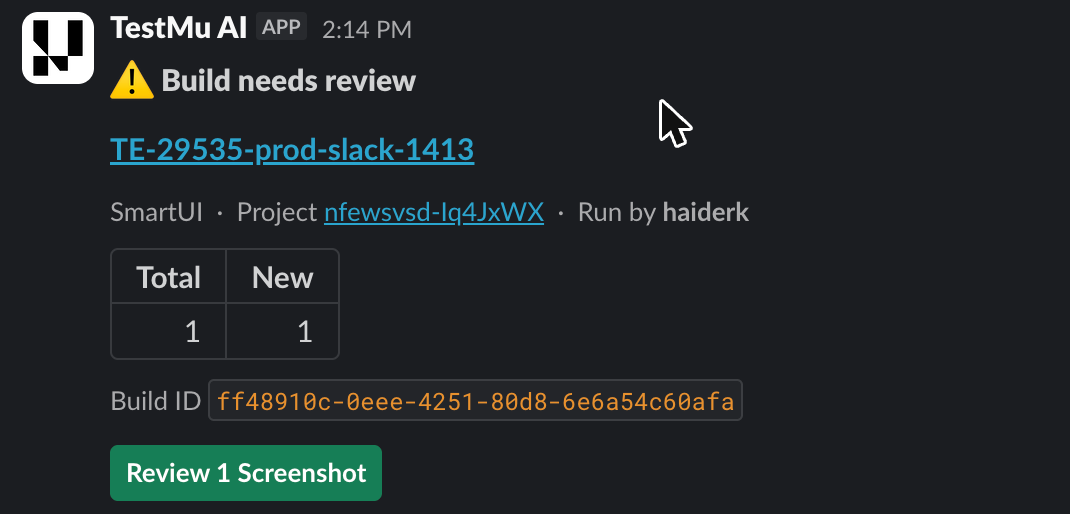 TestMu AI APP 2:14 PM
⚠️ Build needs review
TE-29535-prod-slack-1413
SmartUI · Project nfewsvsd-Iq4JxWX · Run by haiderk
Total New
1 1
Build ID ff48910c-0eee-4251-80d8-6e6a54c60afa
Review 1 Screenshot